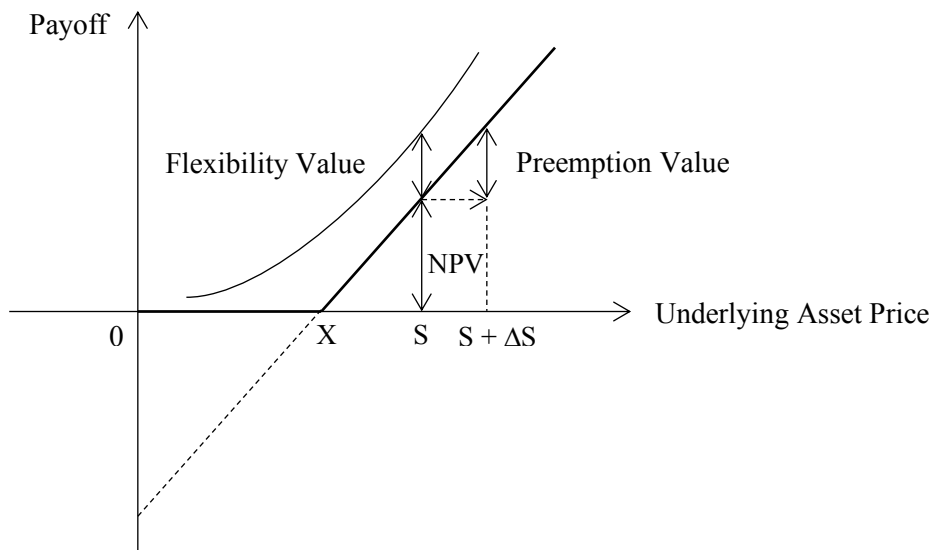 Payoff
Flexibility Value
Preemption Value
NPV
Underlying Asset Price
0
X
S
S + ΔS